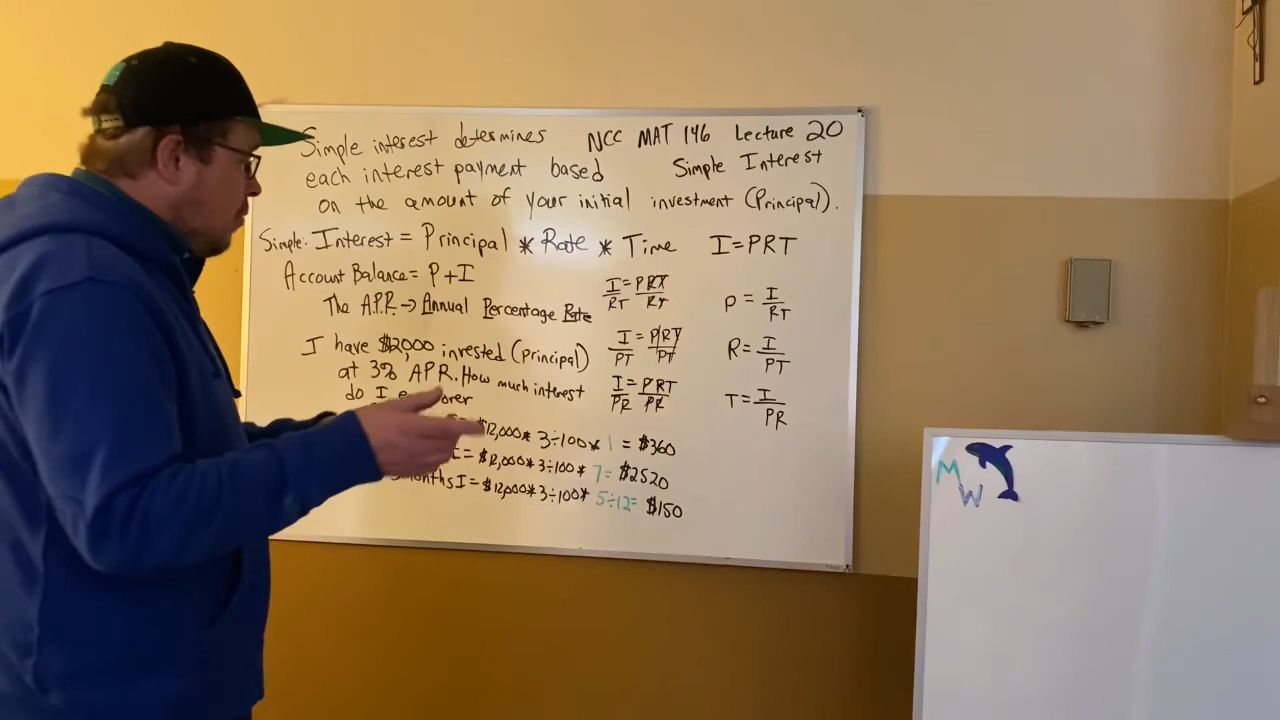 Simple interest determines
NCC MAT 146 Lecture 20
each interest payment based
Simple Interest
on the amount of your initial investment (Principal).
Simple Interest = Principal * Rate * Time I=PRT
Account Balance = P+I
The A.P.R. → Annual Percentage Rate
I have $12,000 invested (principal)
at 3% APR. How much interest
do I over
$12,000 * 3÷100 * 1 = $360
I = $12,000 * 3÷100 * 7 = $2520
months I = $12,000 * 3÷100 * 5÷12 = $150
I = PRT
RT RT
I = PRT
PT PT
I = PRT
PR PR
P = I
RT
R = I
PT
T = I
PR
MW